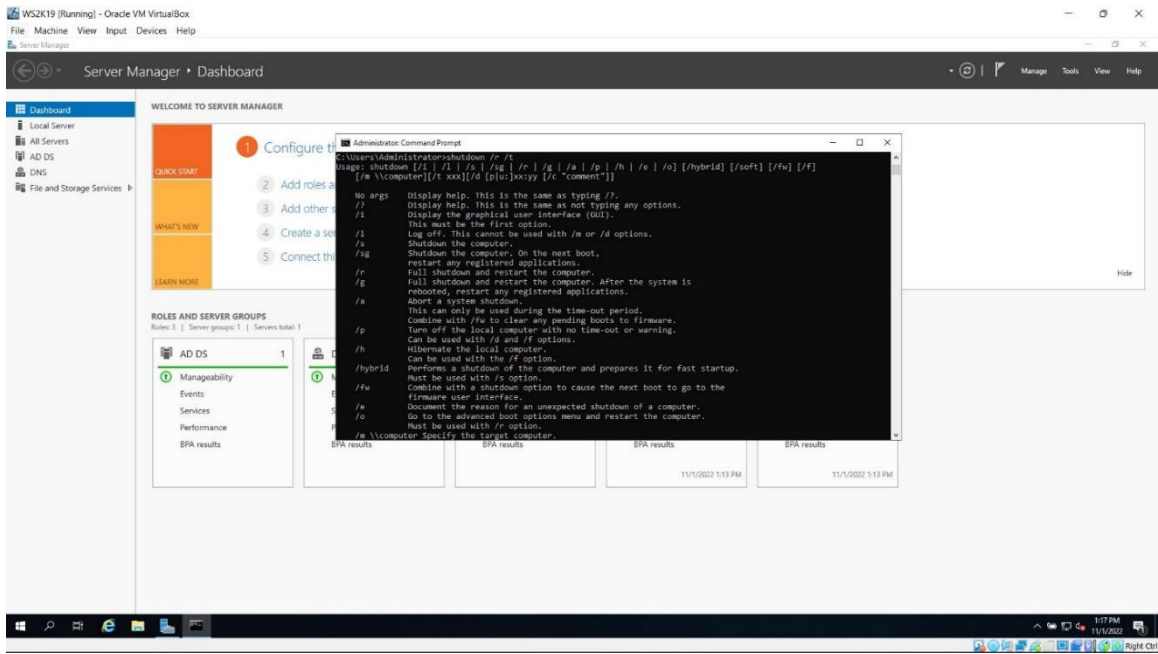 WS2K19 [Running] - Oracle VM VirtualBox
File Machine View Input Devices Help
Server Manager
Server Manager • Dashboard
Manage Tools View Help
Dashboard
Local Server
All Servers
AD DS
DNS
File and Storage Services
WELCOME TO SERVER MANAGER
QUICK START
WHAT'S NEW
LEARN MORE
1 Configure th
2 Add roles a
3 Add other s
4 Create a ser
5 Connect thi
Hide
Administrator: Command Prompt
C:\Users\Administrator>shutdown /r /t
Usage: shutdown [/i | /l | /s | /sg | /r | /g | /a | /p | /h | /e | /o] [/hybrid] [/soft] [/fw] [/f]
[/m \\computer][/t xxx][/d [p|u:]xx:yy [/c "comment"]]
No args Display help. This is the same as typing /?.
/? Display help. This is the same as not typing any options.
/i Display the graphical user interface (GUI).
This must be the first option.
/l Log off. This cannot be used with /m or /d options.
/s Shutdown the computer.
/sg Shutdown the computer. On the next boot,
restart any registered applications.
/r Full shutdown and restart the computer.
/g Full shutdown and restart the computer. After the system is
rebooted, restart any registered applications.
/a Abort a system shutdown.
This can only be used during the time-out period.
Combine with /fw to clear any pending boots to firmware.
/p Turn off the local computer with no time-out or warning.
Can be used with /d and /f options.
/h Hibernate the local computer.
Can be used with the /f option.
/hybrid Performs a shutdown of the computer and prepares it for fast startup.
Must be used with /s option.
/fw Combine with a shutdown option to cause the next boot to go to the
firmware user interface.
/e Document the reason for an unexpected shutdown of a computer.
/o Go to the advanced boot options menu and restart the computer.
Must be used with /r option.
/m \\computer Specify the target computer.
ROLES AND SERVER GROUPS
Roles: 3 | Server groups: 1 | Servers total: 1
AD DS 1
Manageability
Events
Services
Performance
BPA results
D
M
E
S
P
BPA results
BPA results
BPA results
11/1/2022 1:13 PM
BPA results
11/1/2022 1:13 PM
1:17 PM
11/1/2022
Right Ctrl